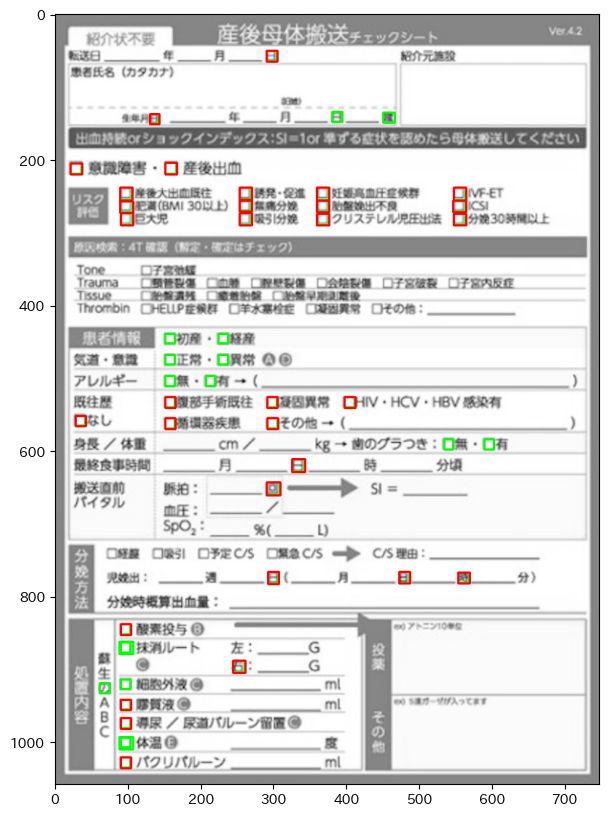 紹介状不要
産後母体搬送チェックシート
Ver.4.2
転送日 年 月 日
紹介元施設
患者氏名（カタカナ）
(旧姓)
生年月日 年 月 日 歳
出血持続orショックインデックス：SI=1or 準ずる症状を認めたら母体搬送してください
□ 意識障害・□ 産後出血
リスク評価
□産後大出血既往 □誘発・促進 □妊娠高血圧症候群 □IVF-ET
□肥満(BMI 30以上) □無痛分娩 □胎盤娩出不良 □ICSI
□巨大児 □吸引分娩 □クリステレル児圧出法 □分娩30時間以上
原因検索：4T 確認（暫定・確定はチェック）
Tone □子宮弛緩
Trauma □頸管裂傷 □血腫 □腟壁裂傷 □会陰裂傷 □子宮破裂 □子宮内反症
Tissue □胎盤遺残 □癒着胎盤 □胎盤早期剥離後
Thrombin □HELLP症候群 □羊水塞栓症 □凝固異常 □その他：
患者情報 □初産・□経産
気道・意識 □正常・□異常 A D
アレルギー □無・□有 → ( )
既往歴 □腹部手術既往 □凝固異常 □HIV・HCV・HBV 感染有
□なし □循環器疾患 □その他 → ( )
身長 ／ 体重 cm ／ kg → 歯のグラつき：□無・□有
最終食事時間 月 日 時 分頃
搬送直前バイタル 脈拍： 回 SI =
血圧： ／
SpO₂： %( L)
分娩方法 □経腟 □吸引 □予定 C/S □緊急 C/S C/S 理由：
児娩出： 週 日 ( 月 日 時 分）
分娩時概算出血量：
処置内容
蘇生のABC
□酸素投与 B
□抹消ルート C 左： G
右： G
□細胞外液 C ml
□膠質液 C ml
□導尿 ／ 尿道バルーン留置 C
□体温 E 度
□バクリバルーン ml
投薬
ex) アトニン10単位
その他
ex) 5連ガーゼが入ってます
0
200
400
600
800
1000
0 100 200 300 400 500 600 700